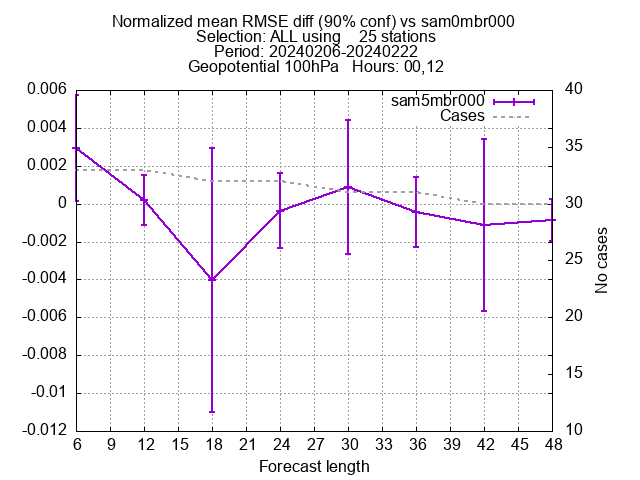 Normalized mean RMSE diff (90% conf) vs sam0mbr000
Selection: ALL using    25 stations
Period: 20240206-20240222
Geopotential 100hPa   Hours: 00,12
sam5mbr000
Cases
0.006
0.004
0.002
0
-0.002
-0.004
-0.006
-0.008
-0.01
-0.012
40
35
30
25
20
15
10
No cases
6 9 12 15 18 21 24 27 30 33 36 39 42 45 48
Forecast length